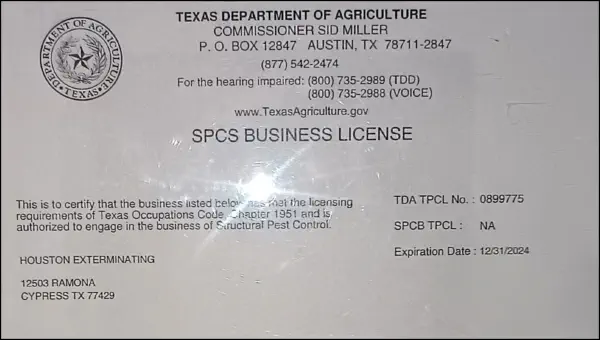 TEXAS DEPARTMENT OF AGRICULTURE
COMMISSIONER SID MILLER
P. O. BOX 12847 AUSTIN, TX 78711-2847
(877) 542-2474
For the hearing impaired: (800) 735-2989 (TDD)
(800) 735-2988 (VOICE)
www.TexasAgriculture.gov
DEPARTMENT OF AGRICULTURE
TEXAS
SPCS BUSINESS LICENSE
This is to certify that the business listed below has met the licensing
requirements of Texas Occupations Code, Chapter 1951 and is
authorized to engage in the business of Structural Pest Control.
TDA TPCL No. : 0899775
SPCB TPCL : NA
Expiration Date : 12/31/2024
HOUSTON EXTERMINATING
12503 RAMONA
CYPRESS TX 77429